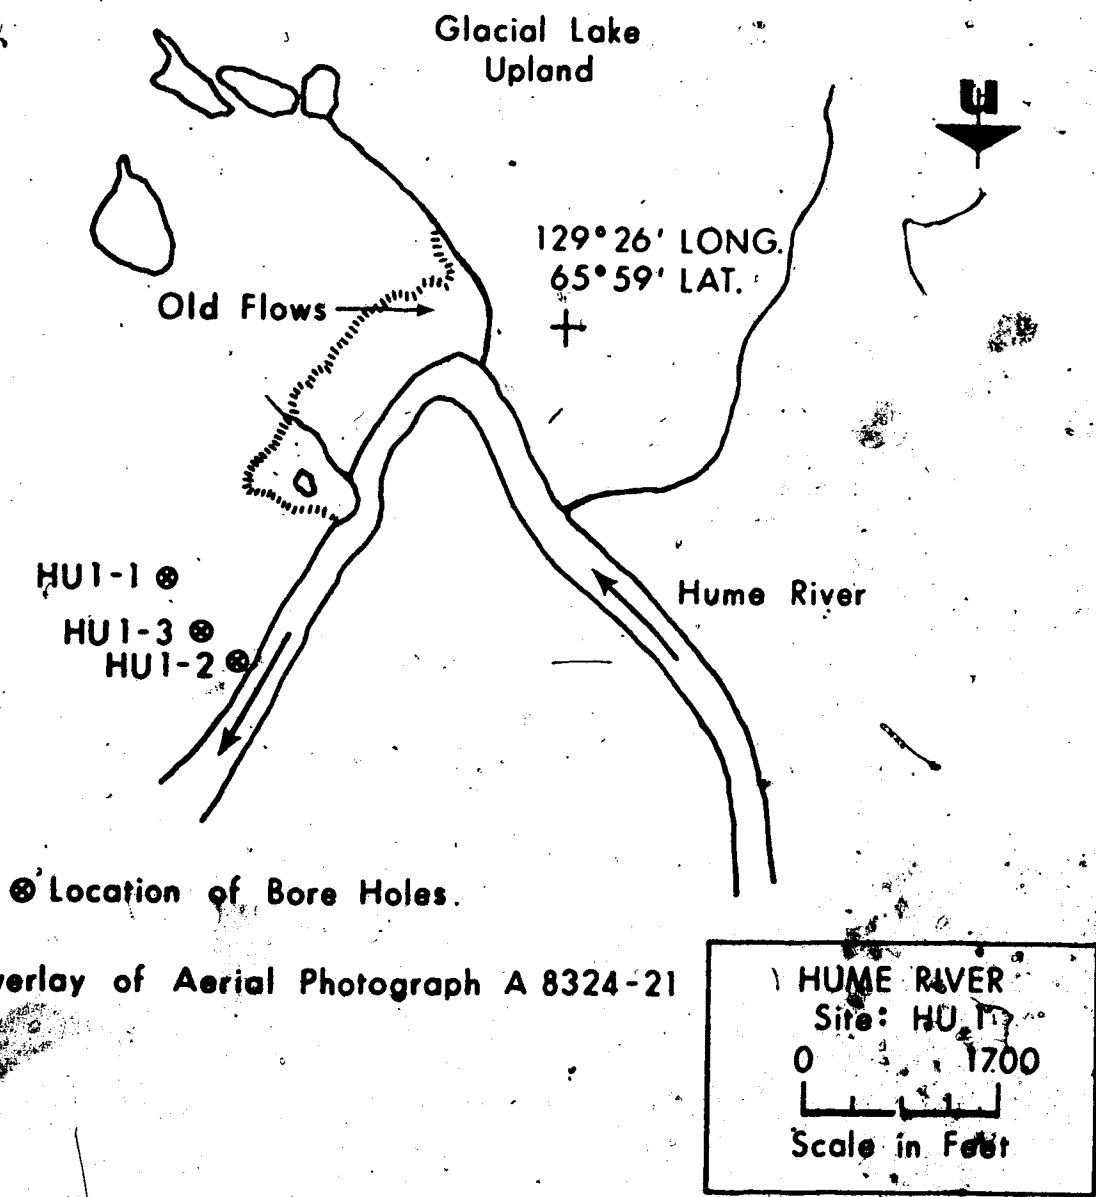 Glacial Lake
Upland
129° 26' LONG.
65° 59' LAT.
Old Flows
HU1-1
HU1-3
HU1-2
Hume River
Location of Bore Holes.
verlay of Aerial Photograph A 8324-21
HUME RIVER
Site: HU 1
0 1700
Scale in Feet